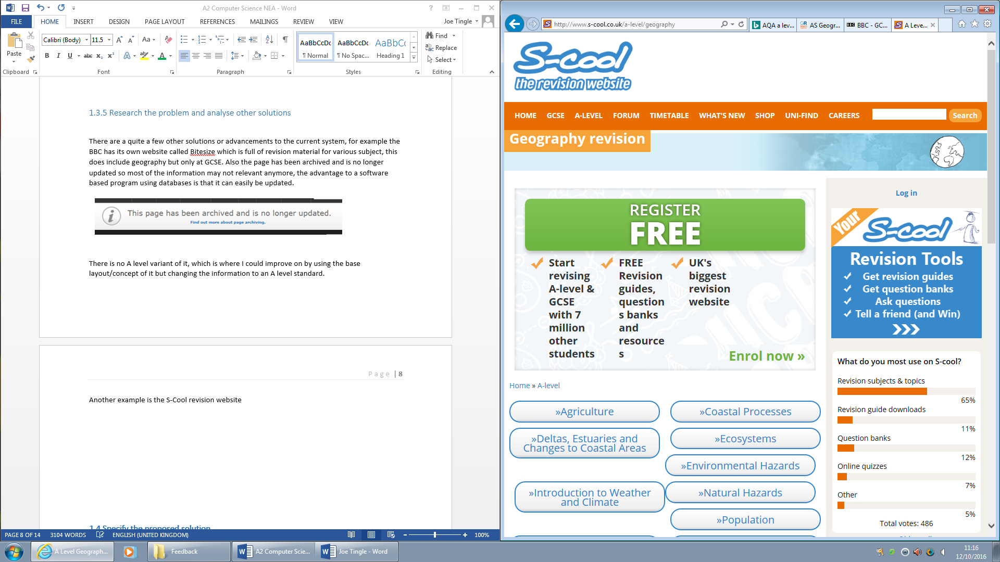 A2 Computer Science NEA - Word
FILE HOME INSERT DESIGN PAGE LAYOUT REFERENCES MAILINGS REVIEW VIEW Joe Tingle
Paste
Calibri (Body) 11.5
AaBbCcDc AaBbCcDc AaBbCc
¶ Normal ¶ No Spac... Heading 1
Find
Replace
Select
Clipboard Font Paragraph Styles Editing
1.3.5 Research the problem and analyse other solutions
There are a quite a few other solutions or advancements to the current system, for example the
BBC has its own website called Bitesize which is full of revision material for various subject, this
does include geography but only at GCSE. Also the page has been archived and is no longer
updated so most of the information may not relevant anymore, the advantage to a software
based program using databases is that it can easily be updated.
This page has been archived and is no longer updated.
Find out more about page archiving.
There is no A level variant of it, which is where I could improve on by using the base
layout/concept of it but changing the information to an A level standard.
Page | 8
Another example is the S-Cool revision website
1.4 Specify the proposed solution
PAGE 8 OF 14 3104 WORDS ENGLISH (UNITED KINGDOM) 100%
http://www.s-cool.co.uk/a-level/geography
AQA a lev... AS Geogr... BBC - GC... A Leve...
S-cool
the revision website
HOME GCSE A-LEVEL FORUM TIMETABLE WHAT'S NEW SHOP UNI-FIND CAREERS Search
Geography revision
REGISTER
FREE
Start
revising
A-level &
GCSE
with 7
million
other
students
FREE
Revision
guides,
question
s banks
and
resource
s
UK's
biggest
revision
website
Enrol now »
Home » A-level
»Agriculture
»Coastal Processes
»Deltas, Estuaries and
Changes to Coastal Areas
»Ecosystems
»Environmental Hazards
»Introduction to Weather
and Climate
»Natural Hazards
»Population
Log in
Your
S-cool
Revision Tools
Get revision guides
Get question banks
Ask questions
Tell a friend (and Win)
What do you most use on S-cool?
Revision subjects & topics
65%
Revision guide downloads
11%
Question banks
12%
Online quizzes
7%
Other
5%
Total votes: 486
A Level Geograph... Feedback A2 Computer Scie... Joe Tingle - Word
11:16
12/10/2016